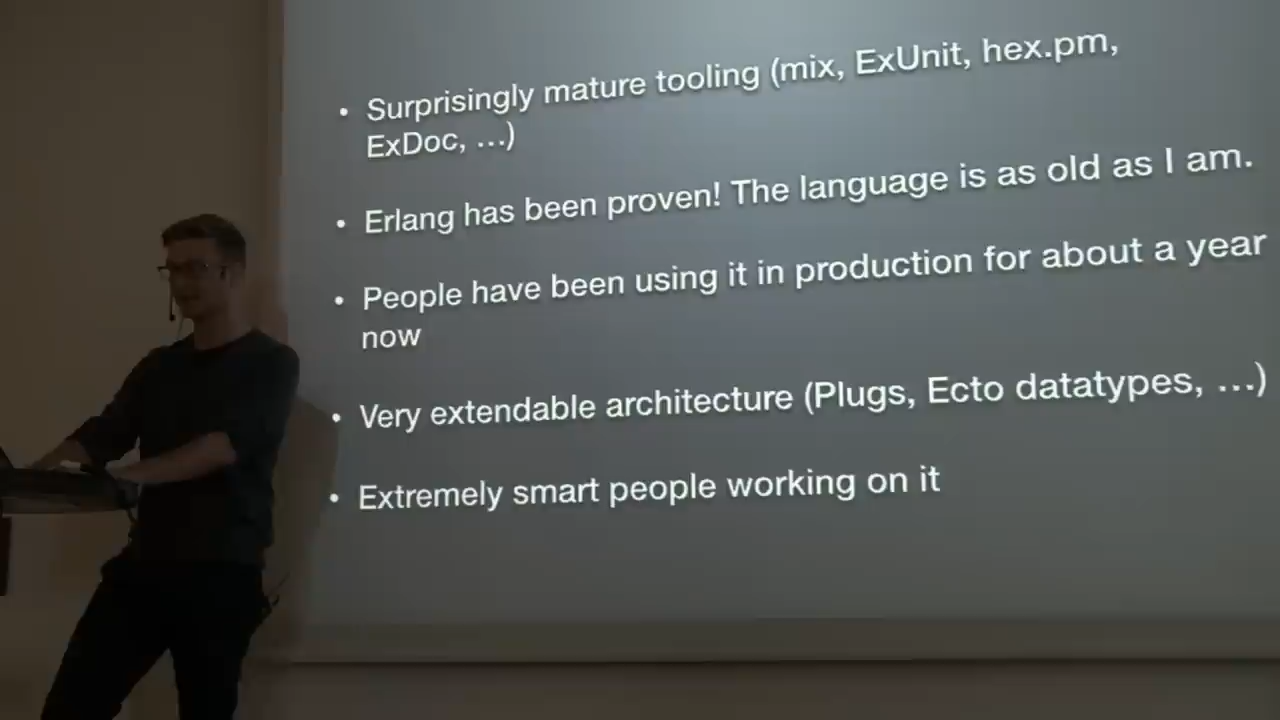 • Surprisingly mature tooling (mix, ExUnit, hex.pm,
ExDoc, ...)
• Erlang has been proven! The language is as old as I am.
• People have been using it in production for about a year
now
• Very extendable architecture (Plugs, Ecto datatypes, ...)
• Extremely smart people working on it